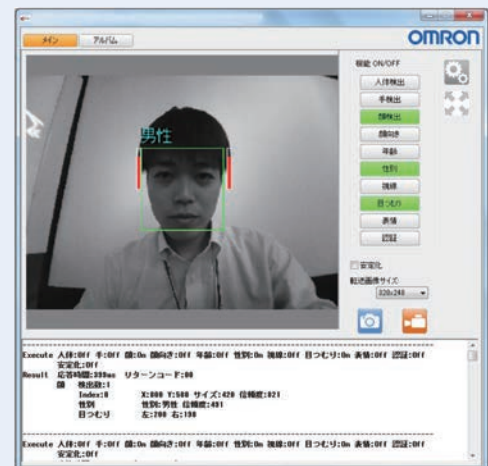 メイン アルバム
OMRON
機能 ON/OFF
人体検出
手検出
顔検出
顔向き
年齢
性別
視線
目つむり
表情
認証
男性
安定化
転送画像サイズ:
320x240
Execute 人体:Off 手:Off 顔:On 顔向き:Off 年齢:Off 性別:On 視線:Off 目つむり:On 表情:Off 認証:Off
安定化:Off
Result 応答時間:399ms リターンコード:00
顔 検出数:1
Index:0 X:800 Y:580 サイズ:420 信頼度:821
性別 性別:男性 信頼度:491
目つむり 左:200 右:190
Execute 人体:Off 手:Off 顔:On 顔向き:Off 年齢:Off 性別:On 視線:Off 目つむり:On 表情:Off 認証:Off
安定化:Off